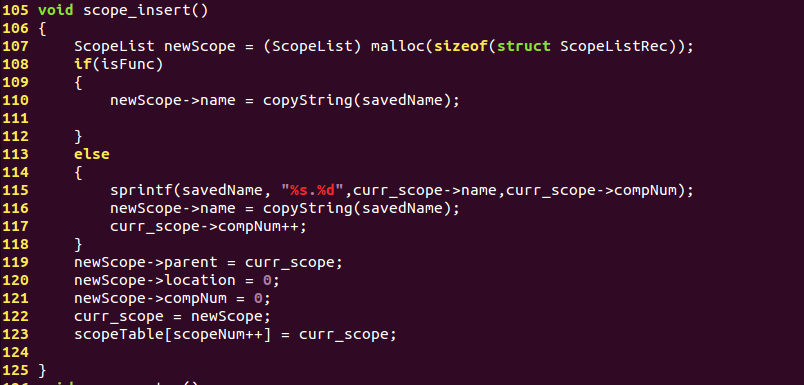 105 void scope_insert()
106 {
107     ScopeList newScope = (ScopeList) malloc(sizeof(struct ScopeListRec));
108     if(isFunc)
109     {
110         newScope->name = copyString(savedName);
111
112     }
113     else
114     {
115         sprintf(savedName, "%s.%d",curr_scope->name,curr_scope->compNum);
116         newScope->name = copyString(savedName);
117         curr_scope->compNum++;
118     }
119     newScope->parent = curr_scope;
120     newScope->location = 0;
121     newScope->compNum = 0;
122     curr_scope = newScope;
123     scopeTable[scopeNum++] = curr_scope;
124
125 }